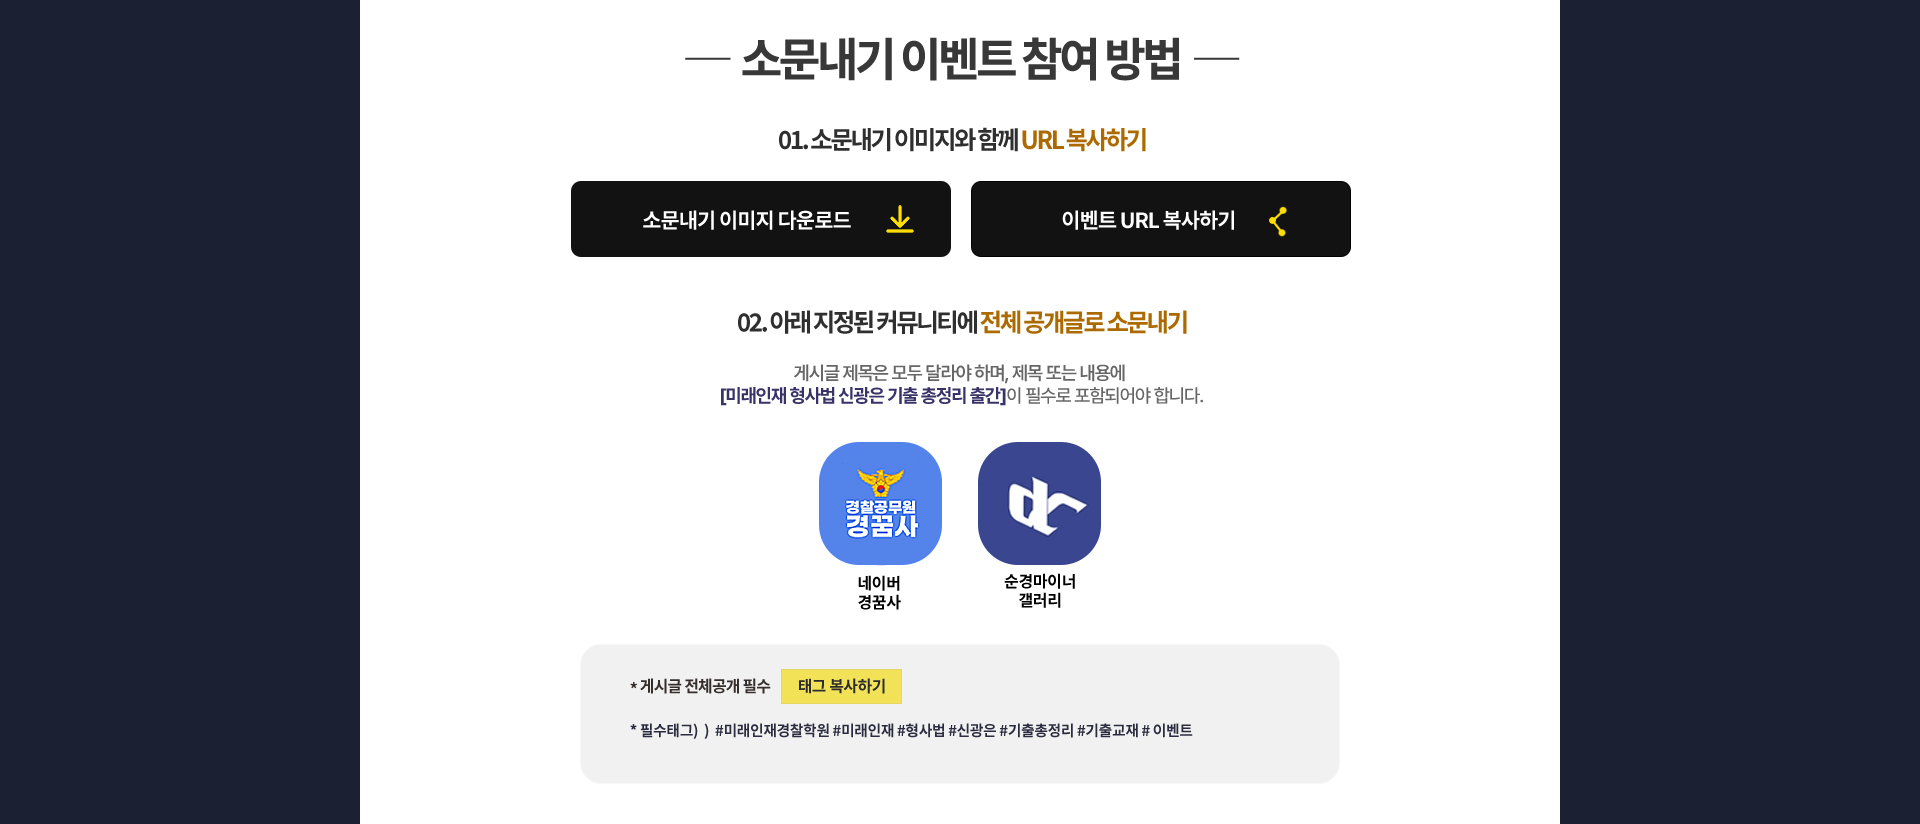 소문내기 이벤트 참여 방법
01. 소문내기 이미지와 함께 URL 복사하기
소문내기 이미지 다운로드
이벤트 URL 복사하기
02. 아래 지정된 커뮤니티에 전체 공개글로 소문내기
게시글 제목은 모두 달라야 하며, 제목 또는 내용에
[미래인재 형사법 신광은 기출 총정리 출간]이 필수로 포함되어야 합니다.
경찰공무원
경꿈사
네이버
경꿈사
순경마이너
갤러리
* 게시글 전체공개 필수 태그 복사하기
* 필수태그) ) #미래인재경찰학원 #미래인재 #형사법 #신광은 #기출총정리 #기출교재 # 이벤트